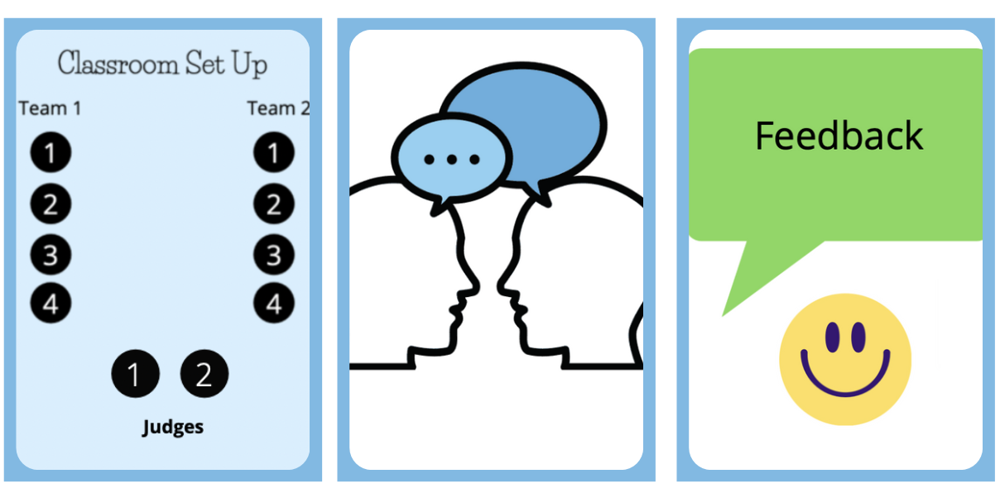 Classroom Set Up
Team 1 Team 2
1 1
2 2
3 3
4 4
1 2
Judges
...
Feedback